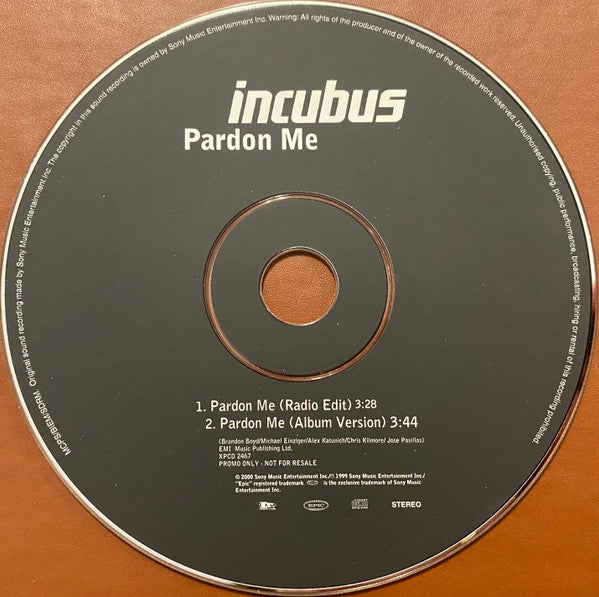 MCPS/BIEM/SDRM. Original sound recording made by Sony Music Entertainment Inc. The copyright in this sound recording is owned by Sony Music Entertainment Inc. Warning: All rights of the producer and of the owner of the recorded work reserved. Unauthorised copying, public performance, broadcasting, hiring or rental of this recording prohibited.
incubus
Pardon Me
1. Pardon Me (Radio Edit) 3:28
2. Pardon Me (Album Version) 3:44
(Brandon Boyd/Michael Einziger/Alex Katunich/Chris Kilmore/Jose Pasillas)
EMI Music Publishing Ltd.
XPCD 2467
PROMO ONLY - NOT FOR RESALE
© 2000 Sony Music Entertainment Inc./℗ 1999 Sony Music Entertainment Inc./
"Epic" registered trademark is the exclusive trademark of Sony Music
Entertainment Inc.
EPIC STEREO